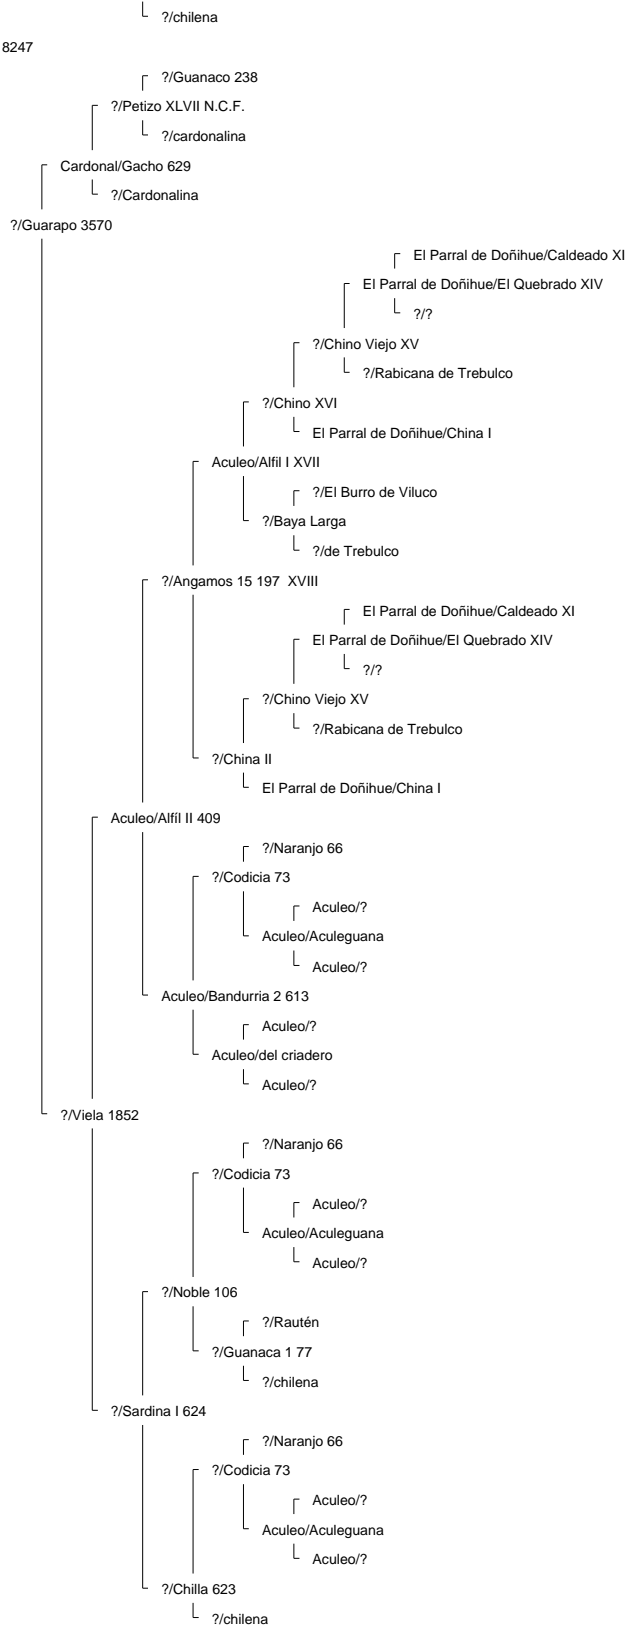 ?/chilena
8247
?/Guanaco 238
?/Petizo XLVII N.C.F.
?/cardonalina
Cardonal/Gacho 629
?/Cardonalina
?/Guarapo 3570
El Parral de Doñihue/Caldeado XI
El Parral de Doñihue/El Quebrado XIV
?/?
?/Chino Viejo XV
?/Rabicana de Trebulco
?/Chino XVI
El Parral de Doñihue/China I
Aculeo/Alfil I XVII
?/El Burro de Viluco
?/Baya Larga
?/de Trebulco
?/Angamos 15 197  XVIII
El Parral de Doñihue/Caldeado XI
El Parral de Doñihue/El Quebrado XIV
?/?
?/Chino Viejo XV
?/Rabicana de Trebulco
?/China II
El Parral de Doñihue/China I
Aculeo/Alfíl II 409
?/Naranjo 66
?/Codicia 73
Aculeo/?
Aculeo/Aculeguana
Aculeo/?
Aculeo/Bandurria 2 613
Aculeo/?
Aculeo/del criadero
Aculeo/?
?/Viela 1852
?/Naranjo 66
?/Codicia 73
Aculeo/?
Aculeo/Aculeguana
Aculeo/?
?/Noble 106
?/Rautén
?/Guanaca 1 77
?/chilena
?/Sardina I 624
?/Naranjo 66
?/Codicia 73
Aculeo/?
Aculeo/Aculeguana
Aculeo/?
?/Chilla 623
?/chilena